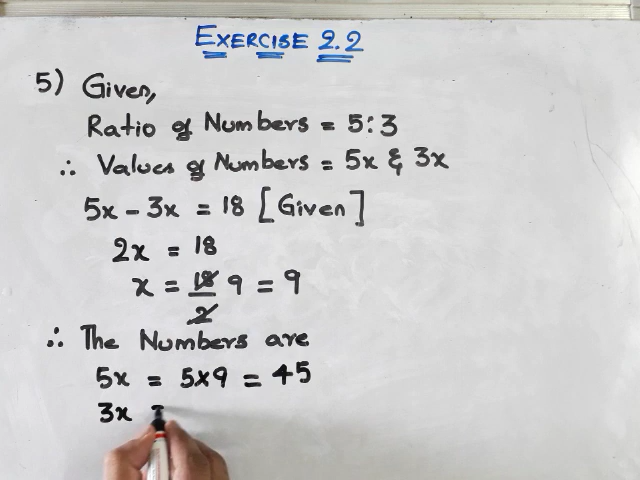 EXERCISE 2.2
5) Given,
Ratio of Numbers = 5:3
∴ Values of Numbers = 5x & 3x
5x - 3x = 18 [Given]
2x = 18
x = 18/2 9 = 9
∴ The Numbers are
5x = 5x9 = 45
3x =